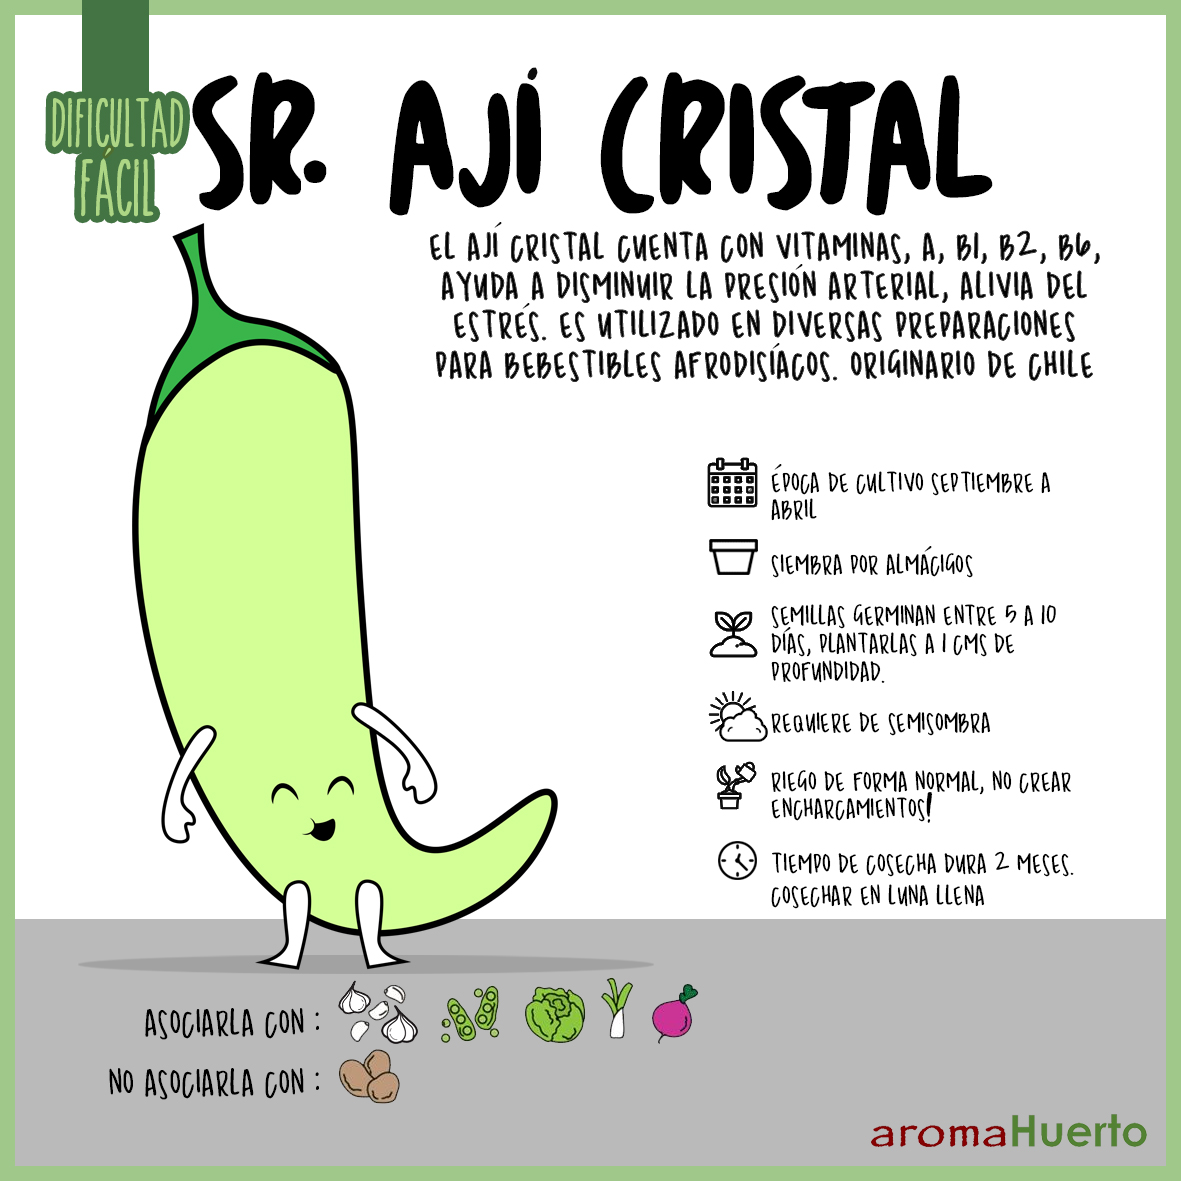 DIFICULTAD
FÁCIL
SR. AJÍ CRISTAL
EL AJÍ CRISTAL CUENTA CON VITAMINAS, A, B1, B2, B6,
AYUDA A DISMINUIR LA PRESIÓN ARTERIAL, ALIVIA DEL
ESTRÉS. ES UTILIZADO EN DIVERSAS PREPARACIONES
PARA BEBESTIBLES AFRODISÍACOS. ORIGINARIO DE CHILE
ÉPOCA DE CULTIVO SEPTIEMBRE A
ABRIL
SIEMBRA POR ALMÁCIGOS
SEMILLAS GERMINAN ENTRE 5 A 10
DÍAS, PLANTARLAS A 1 CMS DE
PROFUNDIDAD.
REQUIERE DE SEMISOMBRA
RIEGO DE FORMA NORMAL, NO CREAR
ENCHARCAMIENTOS!
TIEMPO DE COSECHA DURA 2 MESES.
COSECHAR EN LUNA LLENA
ASOCIARLA CON :
NO ASOCIARLA CON :
aromaHuerto